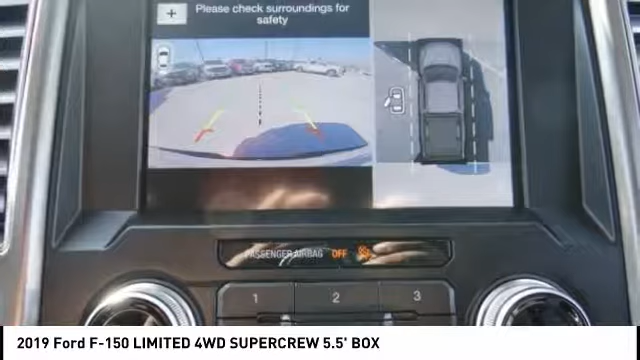 +
Please check surroundings for
safety
PASSENGER AIRBAG OFF
1 2 3
2019 Ford F-150 LIMITED 4WD SUPERCREW 5.5' BOX